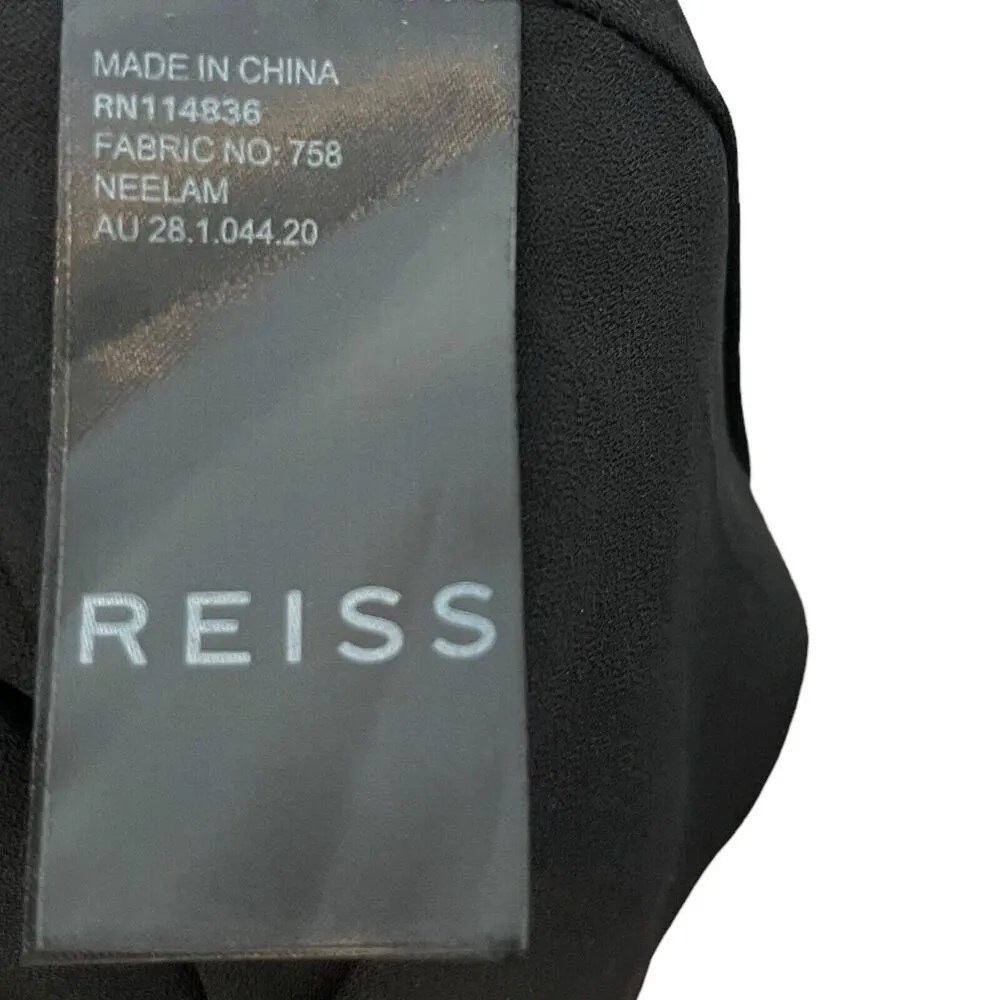 MADE IN CHINA
RN114836
FABRIC NO: 758
NEELAM
AU 28.1.044.20
REISS